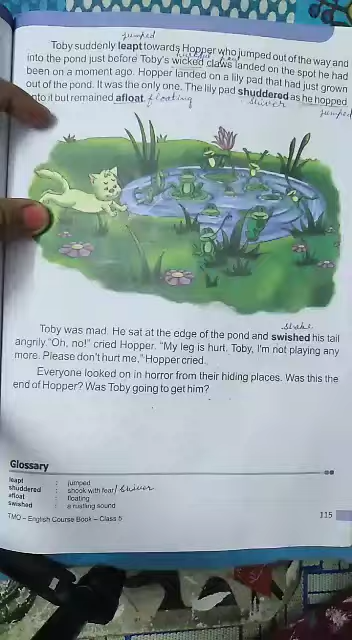 jumped
Toby suddenly leapt towards Hopper who jumped out of the way and
into the pond just before Toby's wicked claws landed on the spot he had
been on a moment ago. Hopper landed on a lily pad that had just grown
out of the pond. It was the only one. The lily pad shuddered as he hopped
onto it but remained afloat floating shiver
jumped
shake
Toby was mad. He sat at the edge of the pond and swished his tail
angrily. "Oh, no!" cried Hopper. "My leg is hurt. Toby, I'm not playing any
more. Please don't hurt me," Hopper cried.
Everyone looked on in horror from their hiding places. Was this the
end of Hopper? Was Toby going to get him?
Glossary
leapt : jumped
shuddered : shook with fear/ shiver
afloat : floating
swished : a rustling sound
TMO – English Course Book – Class 5
115